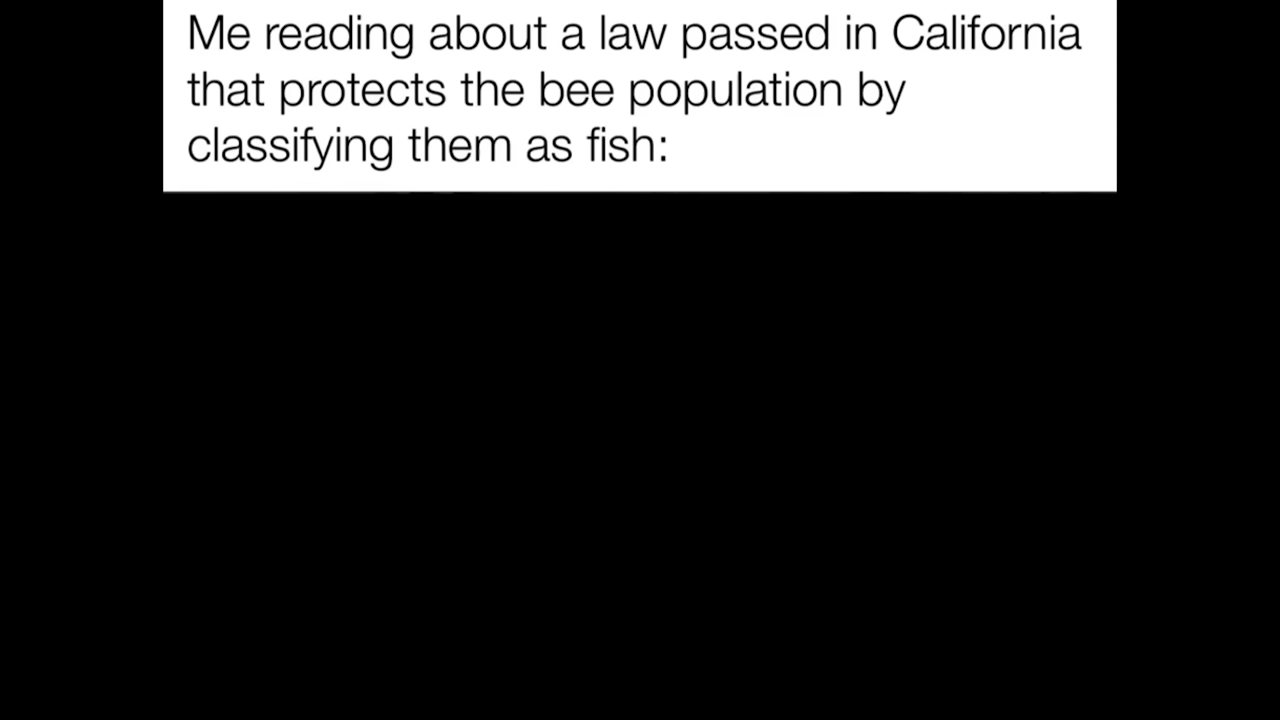 Me reading about a law passed in California
that protects the bee population by
classifying them as fish: